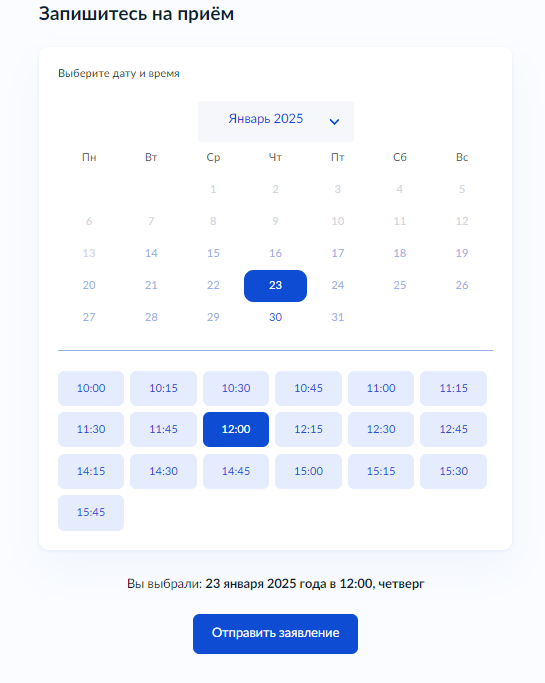 Запишитесь на приём
Выберите дату и время
Январь 2025
Пн Вт Ср Чт Пт Сб Вс
1 2 3 4 5
6 7 8 9 10 11 12
13 14 15 16 17 18 19
20 21 22 23 24 25 26
27 28 29 30 31
10:00 10:15 10:30 10:45 11:00 11:15
11:30 11:45 12:00 12:15 12:30 12:45
14:15 14:30 14:45 15:00 15:15 15:30
15:45
Вы выбрали: 23 января 2025 года в 12:00, четверг
Отправить заявление